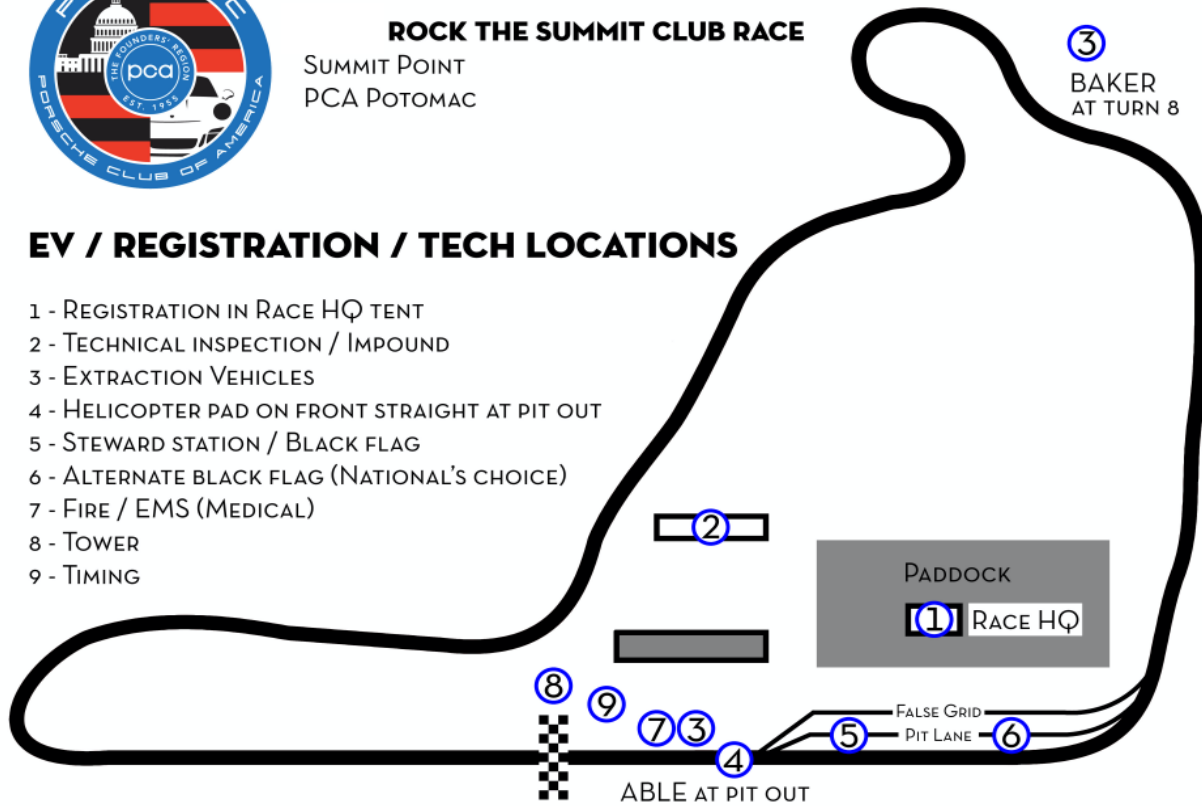 ROCK THE SUMMIT CLUB RACE
SUMMIT POINT
PCA POTOMAC
THE FOUNDERS' REGION
pca
EST. 1955
PORSCHE CLUB OF AMERICA
3
BAKER
AT TURN 8
EV / REGISTRATION / TECH LOCATIONS
1 - REGISTRATION IN RACE HQ TENT
2 - TECHNICAL INSPECTION / IMPOUND
3 - EXTRACTION VEHICLES
4 - HELICOPTER PAD ON FRONT STRAIGHT AT PIT OUT
5 - STEWARD STATION / BLACK FLAG
6 - ALTERNATE BLACK FLAG (NATIONAL'S CHOICE)
7 - FIRE / EMS (MEDICAL)
8 - TOWER
9 - TIMING
2
PADDOCK
1 RACE HQ
8
9
7 3
4
FALSE GRID
5 PIT LANE 6
ABLE AT PIT OUT